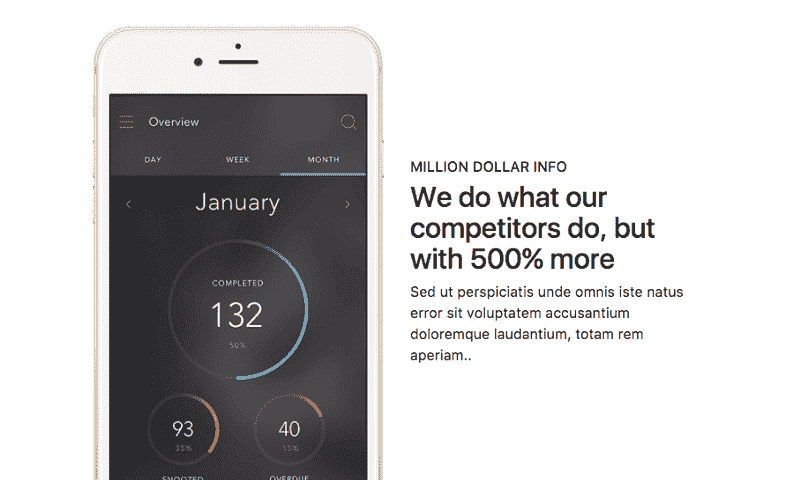 Overview
DAY WEEK MONTH
January
COMPLETED
132
50%
93 40
35% 15%
SNOOZED OVERDUE
MILLION DOLLAR INFO
We do what our
competitors do, but
with 500% more
Sed ut perspiciatis unde omnis iste natus
error sit voluptatem accusantium
doloremque laudantium, totam rem
aperiam..